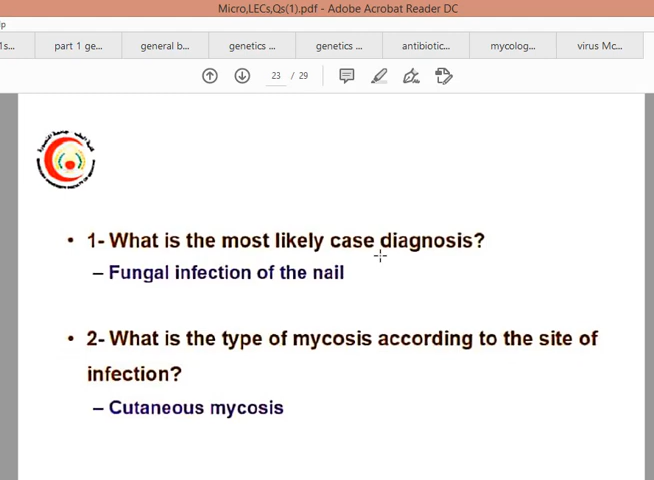 Micro,LECs,Qs(1).pdf - Adobe Acrobat Reader DC
lp
1s... part 1 ge... general b... genetics ... genetics ... antibiotic... mycolog... virus Mc...
23 / 29
• 1- What is the most likely case diagnosis?
– Fungal infection of the nail
• 2- What is the type of mycosis according to the site of
infection?
– Cutaneous mycosis